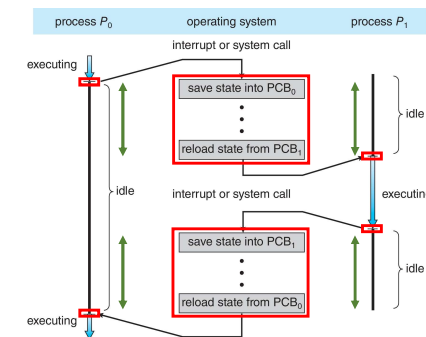 process P0
operating system
process P1
interrupt or system call
executing
save state into PCB0
idle
reload state from PCB1
idle
interrupt or system call
executin
save state into PCB1
idle
reload state from PCB0
executing